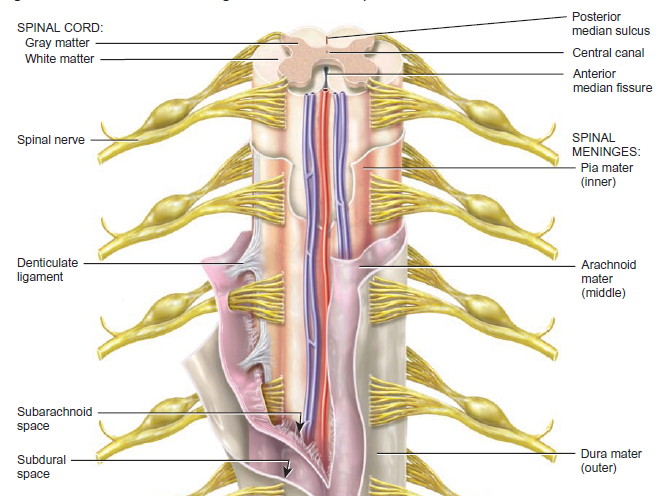 SPINAL CORD:
Gray matter
White matter
Spinal nerve
Denticulate
ligament
Subarachnoid
space
Subdural
space
Posterior
median sulcus
Central canal
Anterior
median fissure
SPINAL
MENINGES:
Pia mater
(inner)
Arachnoid
mater
(middle)
Dura mater
(outer)